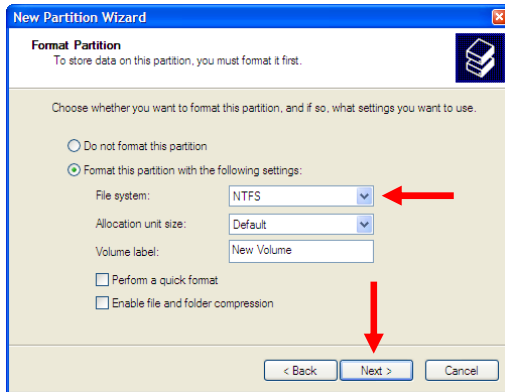 New Partition Wizard
Format Partition
To store data on this partition, you must format it first.
Choose whether you want to format this partition, and if so, what settings you want to use.
Do not format this partition
Format this partition with the following settings:
File system: NTFS
Allocation unit size: Default
Volume label: New Volume
Perform a quick format
Enable file and folder compression
< Back Next > Cancel